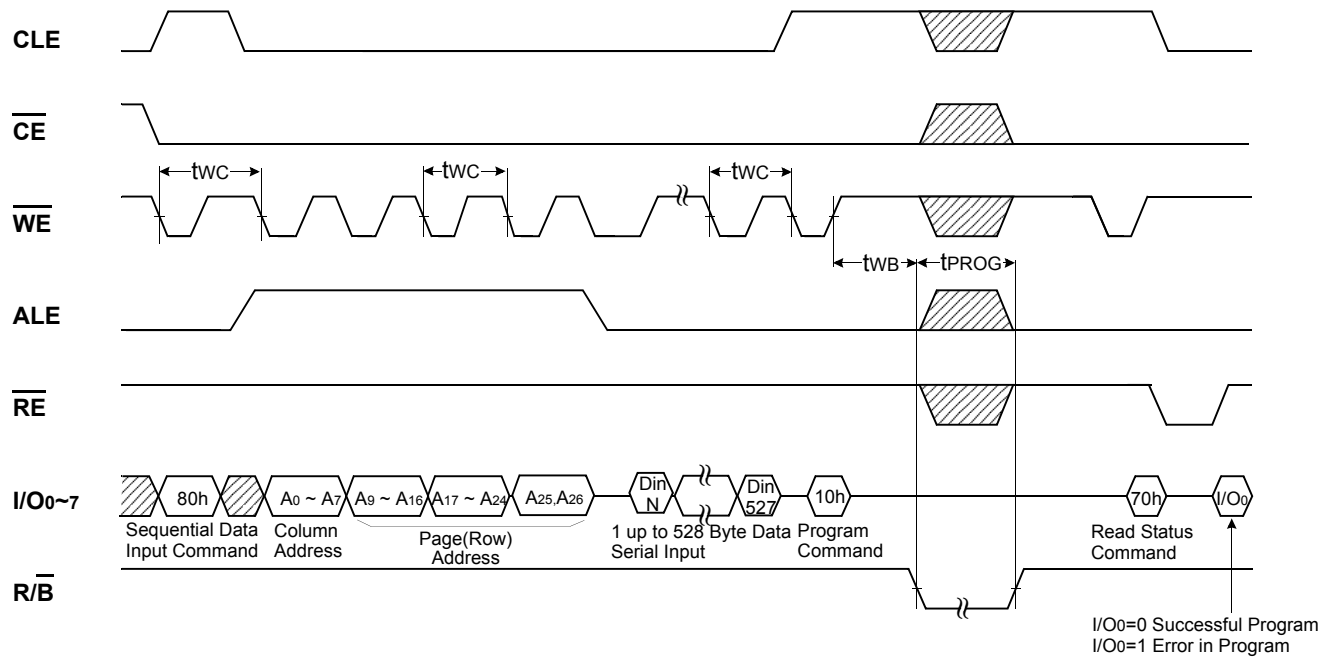 CLE
CE
tWC
tWC
tWC
WE
tWB
tPROG
ALE
RE
I/O0~7
80h
A0 ~ A7
A9 ~ A16
A17 ~ A24
A25,A26
Din
N
Din
527
10h
70h
I/O0
Sequential Data
Input Command
Column
Address
Page(Row)
Address
1 up to 528 Byte Data
Serial Input
Program
Command
Read Status
Command
R/B
I/O0=0 Successful Program
I/O0=1 Error in Program